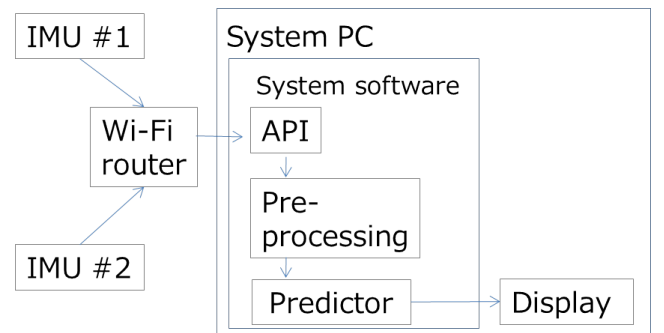 IMU #1
System PC
System software
Wi-Fi
router
API
Pre-
processing
IMU #2
Predictor
Display